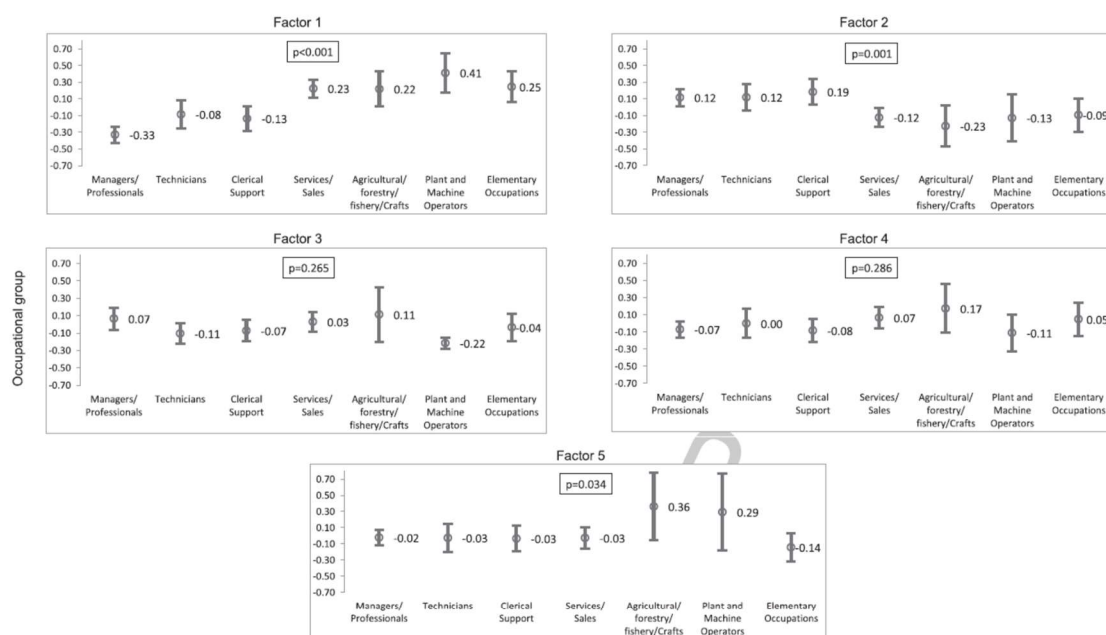 Factor 1
0.70
0.50
0.30
0.10
-0.10
-0.30
-0.50
-0.70
p<0.001
-0.33
-0.08
-0.13
0.23
0.22
0.41
0.25
Managers/
Professionals
Technicians
Clerical
Support
Services/
Sales
Agricultural/
forestry/
fishery/Crafts
Plant and
Machine
Operators
Elementary
Occupations
Factor 2
0.70
0.50
0.30
0.10
-0.10
-0.30
-0.50
-0.70
p=0.001
0.12
0.12
0.19
-0.12
-0.23
-0.13
-0.09
Managers/
Professionals
Technicians
Clerical
Support
Services/
Sales
Agricultural/
forestry/
fishery/Crafts
Plant and
Machine
Operators
Elementary
Occupations
Occupational group
Factor 3
0.70
0.50
0.30
0.10
-0.10
-0.30
-0.50
-0.70
p=0.265
0.07
-0.11
-0.07
0.03
0.11
-0.22
-0.04
Managers/
Professionals
Technicians
Clerical
Support
Services/
Sales
Agricultural/
forestry/
fishery/Crafts
Plant and
Machine
Operators
Elementary
Occupations
Factor 4
0.70
0.50
0.30
0.10
-0.10
-0.30
-0.50
-0.70
p=0.286
-0.07
0.00
-0.08
0.07
0.17
-0.11
0.05
Managers/
Professionals
Technicians
Clerical
Support
Services/
Sales
Agricultural/
forestry/
fishery/Crafts
Plant and
Machine
Operators
Elementary
Occupations
Factor 5
0.70
0.50
0.30
0.10
-0.10
-0.30
-0.50
-0.70
p=0.034
-0.02
-0.03
-0.03
-0.03
0.36
0.29
-0.14
Managers/
Professionals
Technicians
Clerical
Support
Services/
Sales
Agricultural/
forestry/
fishery/Crafts
Plant and
Machine
Operators
Elementary
Occupations